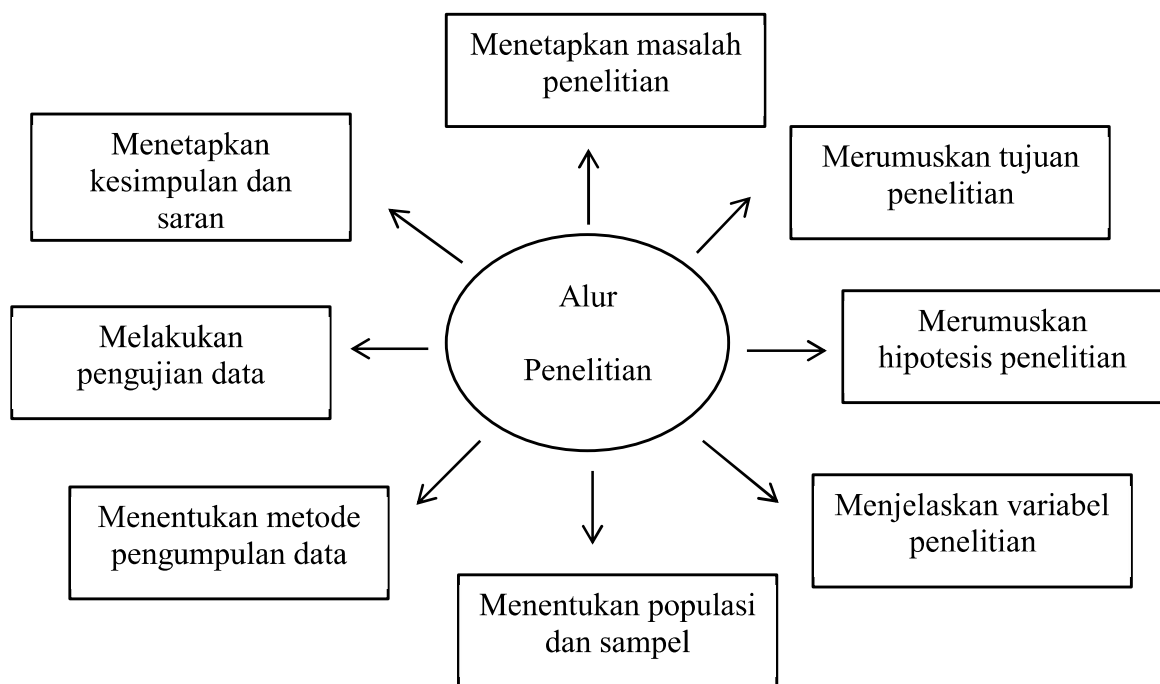 Menetapkan masalah
penelitian
Merumuskan tujuan
penelitian
Merumuskan
hipotesis penelitian
Menjelaskan variabel
penelitian
Menentukan populasi
dan sampel
Menentukan metode
pengumpulan data
Melakukan
pengujian data
Menetapkan
kesimpulan dan
saran
Alur
Penelitian